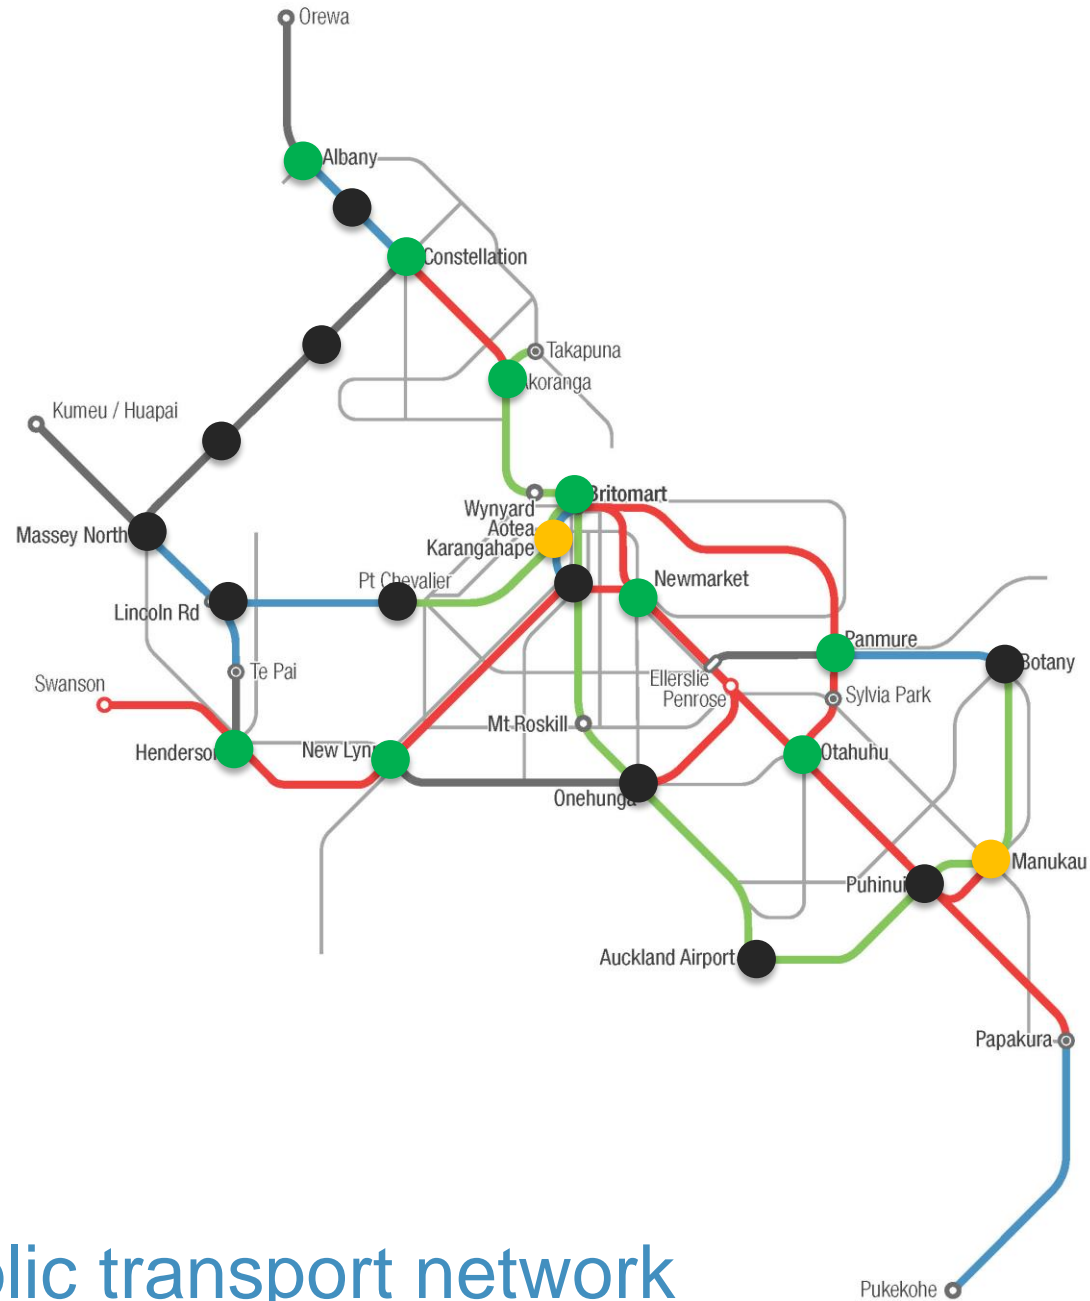 Orewa
Albany
Constellation
Takapuna
koranga
Kumeu / Huapai
Britomart
Wynyard
Aotea
Karangahape
Massey North
Pt Chevalier
Newmarket
Lincoln Rd
Panmure
Botany
Te Pai
Ellerslie
Swanson
Penrose
Sylvia Park
Mt Roskill
Henderson
New Lynn
Otahuhu
Onehunga
Manukau
Puhinui
Auckland Airport
Papakura
lic transport network
Pukekohe